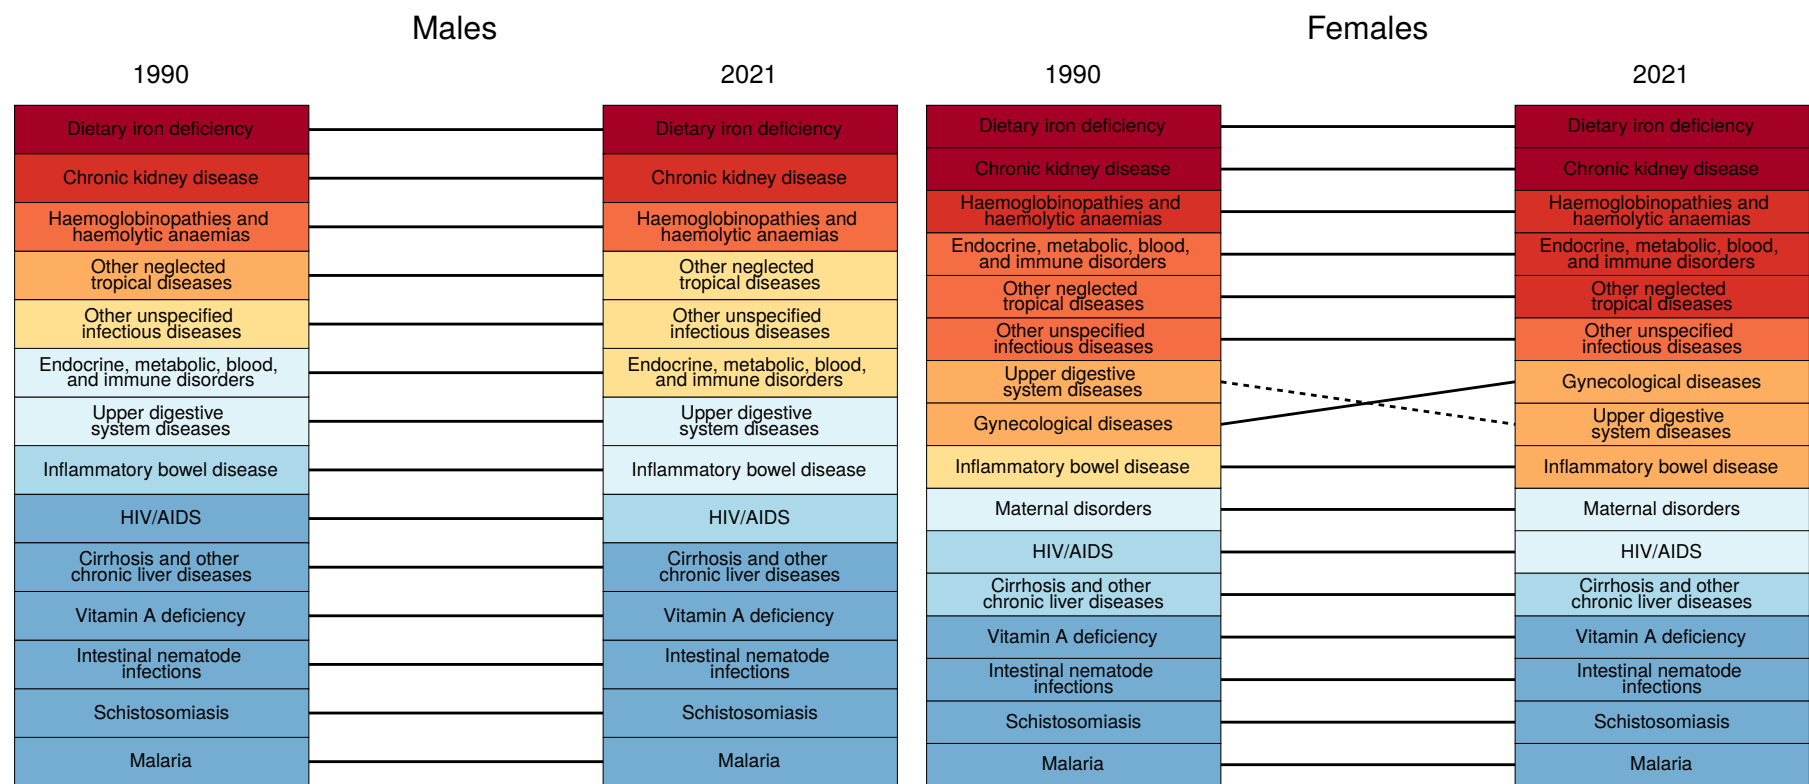 Males
1990
2021
Dietary iron deficiency
Chronic kidney disease
Haemoglobinopathies and
haemolytic anaemias
Other neglected
tropical diseases
Other unspecified
infectious diseases
Endocrine, metabolic, blood,
and immune disorders
Upper digestive
system diseases
Inflammatory bowel disease
HIV/AIDS
Cirrhosis and other
chronic liver diseases
Vitamin A deficiency
Intestinal nematode
infections
Schistosomiasis
Malaria
Dietary iron deficiency
Chronic kidney disease
Haemoglobinopathies and
haemolytic anaemias
Other neglected
tropical diseases
Other unspecified
infectious diseases
Endocrine, metabolic, blood,
and immune disorders
Upper digestive
system diseases
Inflammatory bowel disease
HIV/AIDS
Cirrhosis and other
chronic liver diseases
Vitamin A deficiency
Intestinal nematode
infections
Schistosomiasis
Malaria
Females
1990
2021
Dietary iron deficiency
Chronic kidney disease
Haemoglobinopathies and
haemolytic anaemias
Endocrine, metabolic, blood,
and immune disorders
Other neglected
tropical diseases
Other unspecified
infectious diseases
Upper digestive
system diseases
Gynecological diseases
Inflammatory bowel disease
Maternal disorders
HIV/AIDS
Cirrhosis and other
chronic liver diseases
Vitamin A deficiency
Intestinal nematode
infections
Schistosomiasis
Malaria
Dietary iron deficiency
Chronic kidney disease
Haemoglobinopathies and
haemolytic anaemias
Endocrine, metabolic, blood,
and immune disorders
Other neglected
tropical diseases
Other unspecified
infectious diseases
Gynecological diseases
Upper digestive
system diseases
Inflammatory bowel disease
Maternal disorders
HIV/AIDS
Cirrhosis and other
chronic liver diseases
Vitamin A deficiency
Intestinal nematode
infections
Schistosomiasis
Malaria